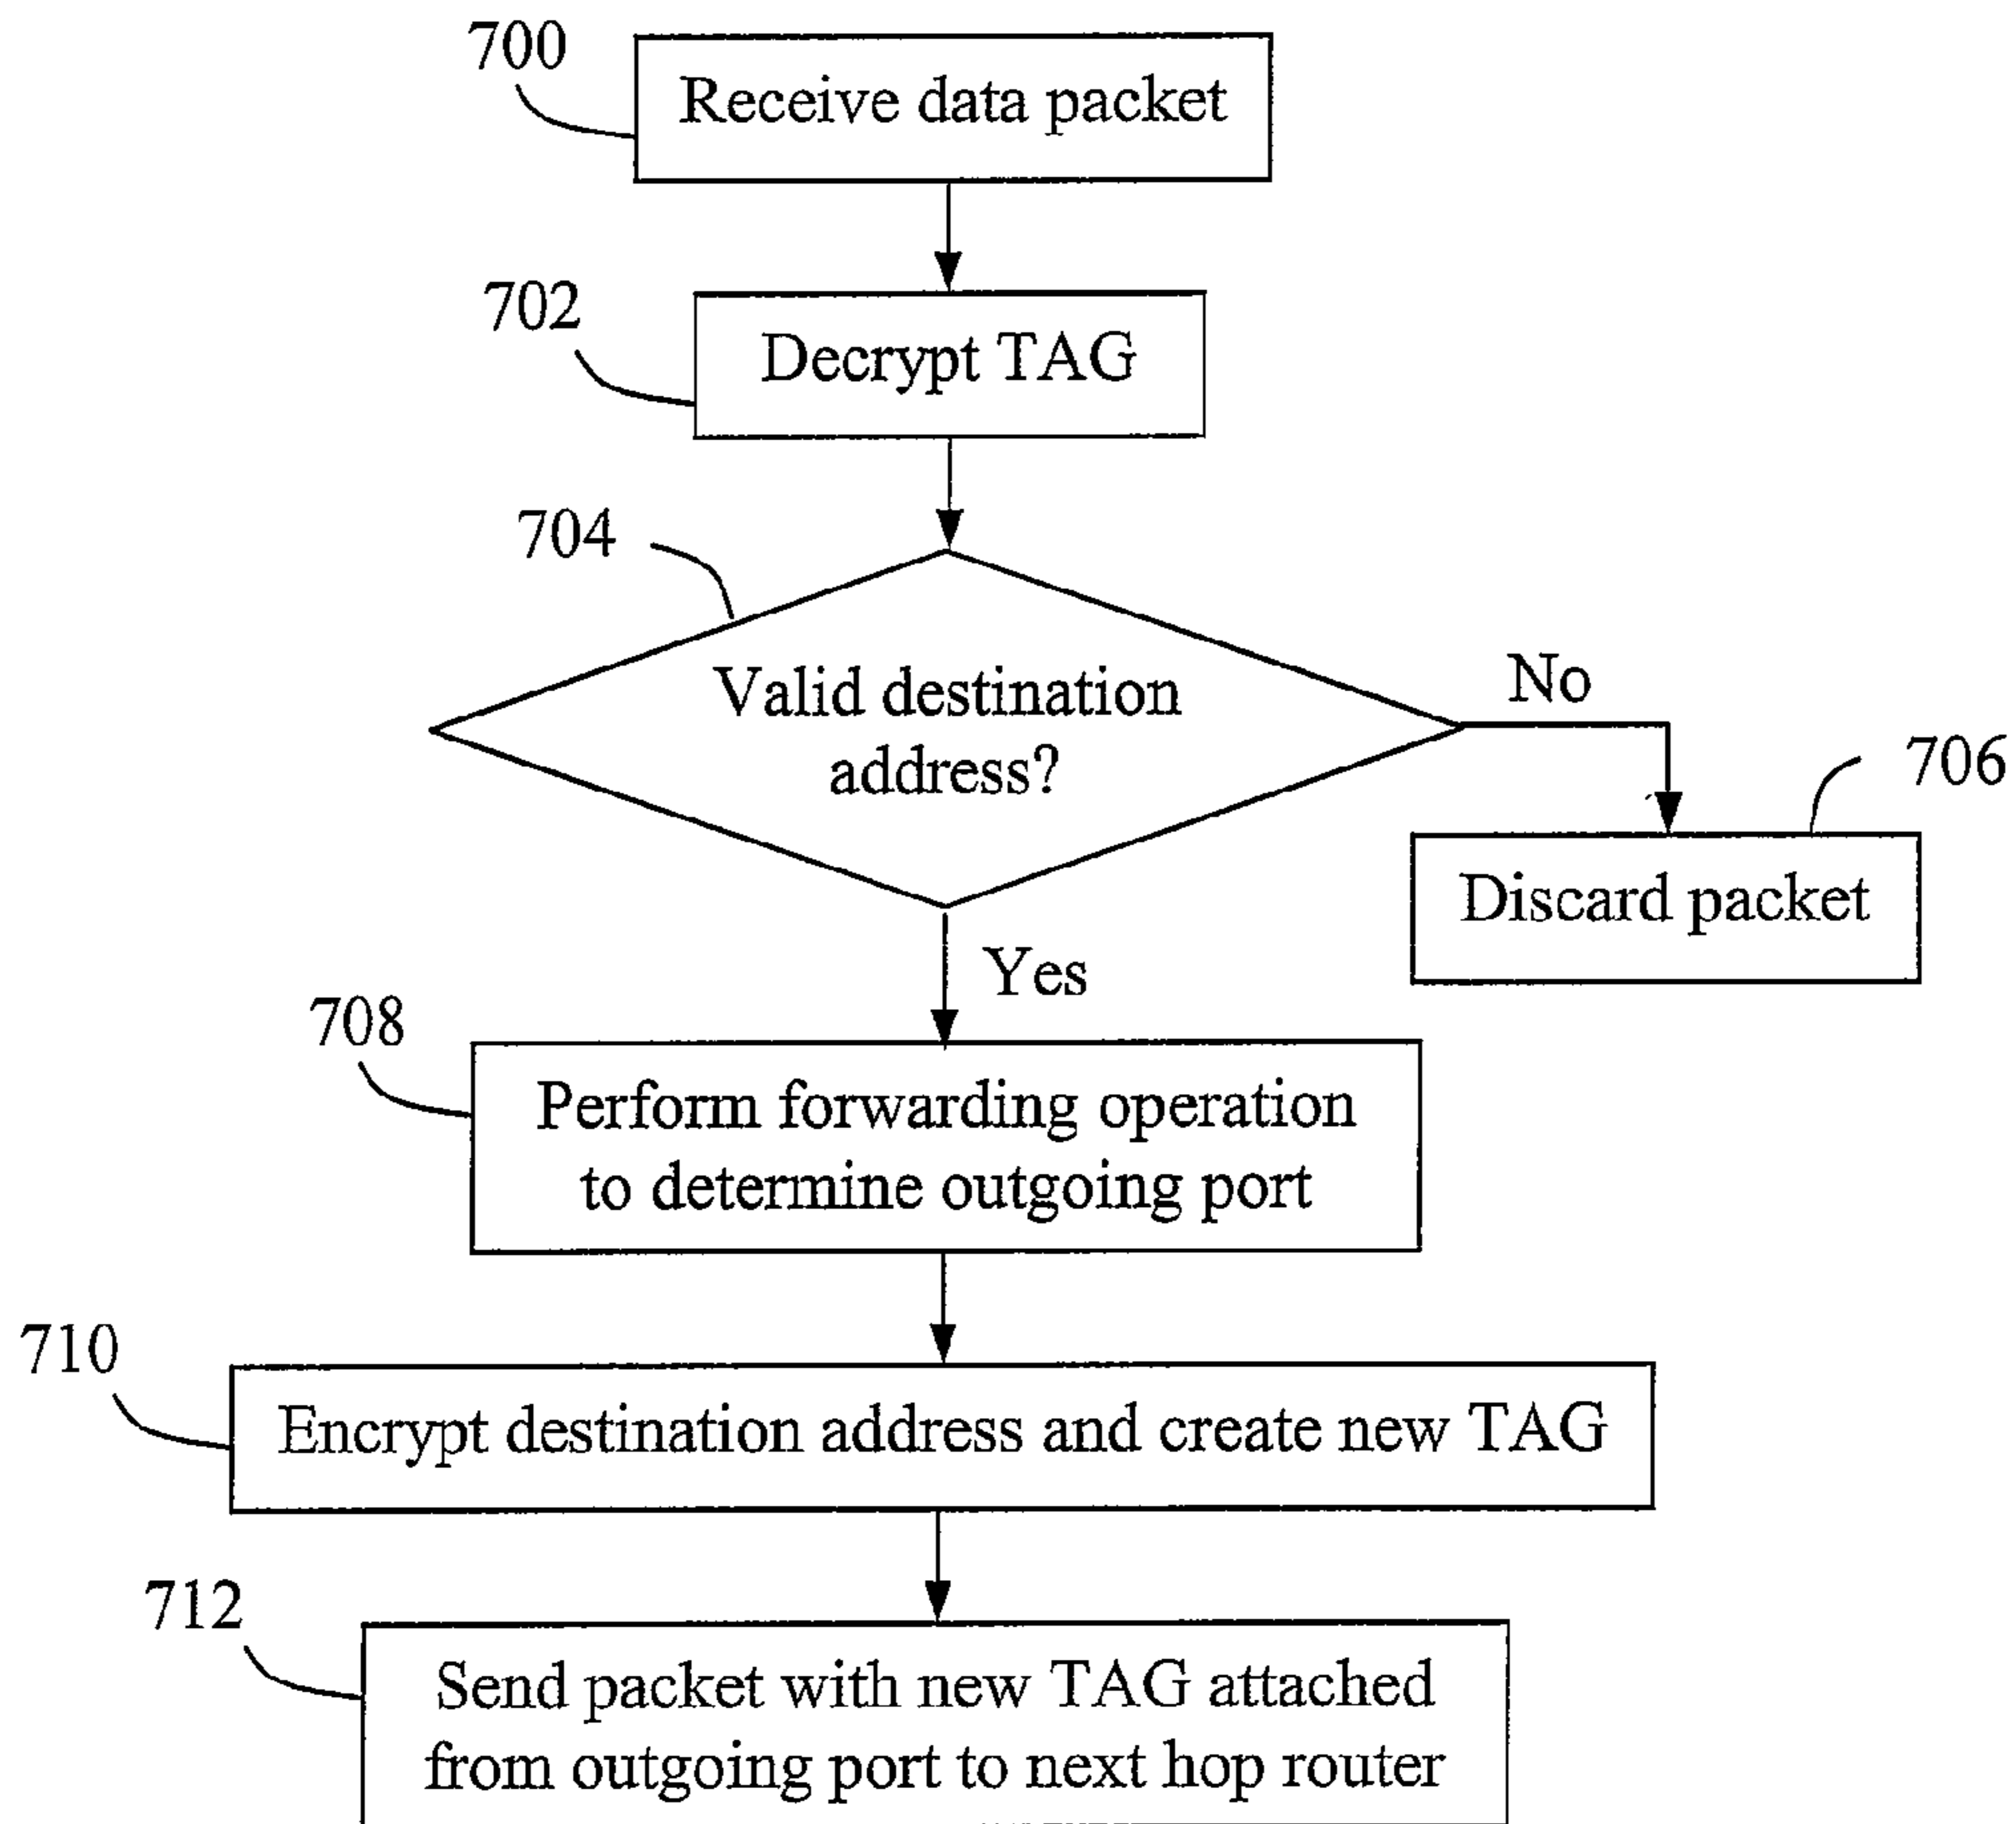 700
Receive data packet
702
Decrypt TAG
704
Valid destination
address?
No
706
Discard packet
Yes
708
Perform forwarding operation
to determine outgoing port
710
Encrypt destination address and create new TAG
712
Send packet with new TAG attached
from outgoing port to next hop router